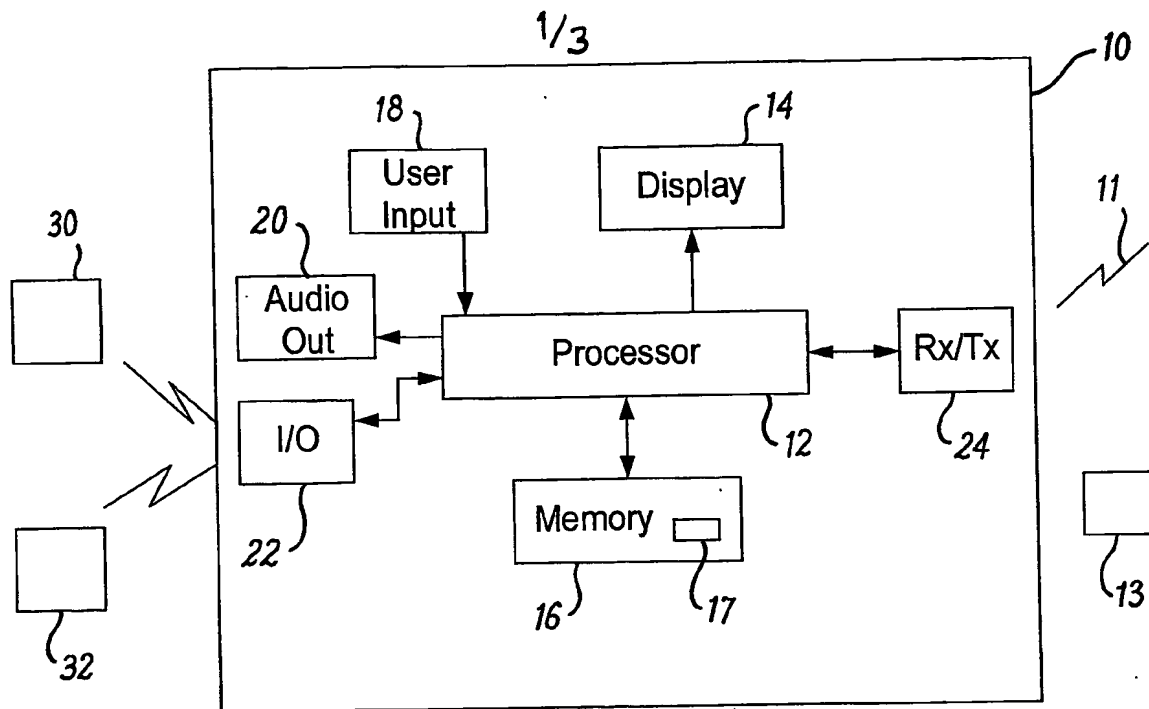 1/3
10
18
14
User
Input
Display
11
30
20
Audio
Out
Processor
Rx/Tx
I/O
12
24
Memory
22
16
17
13
32